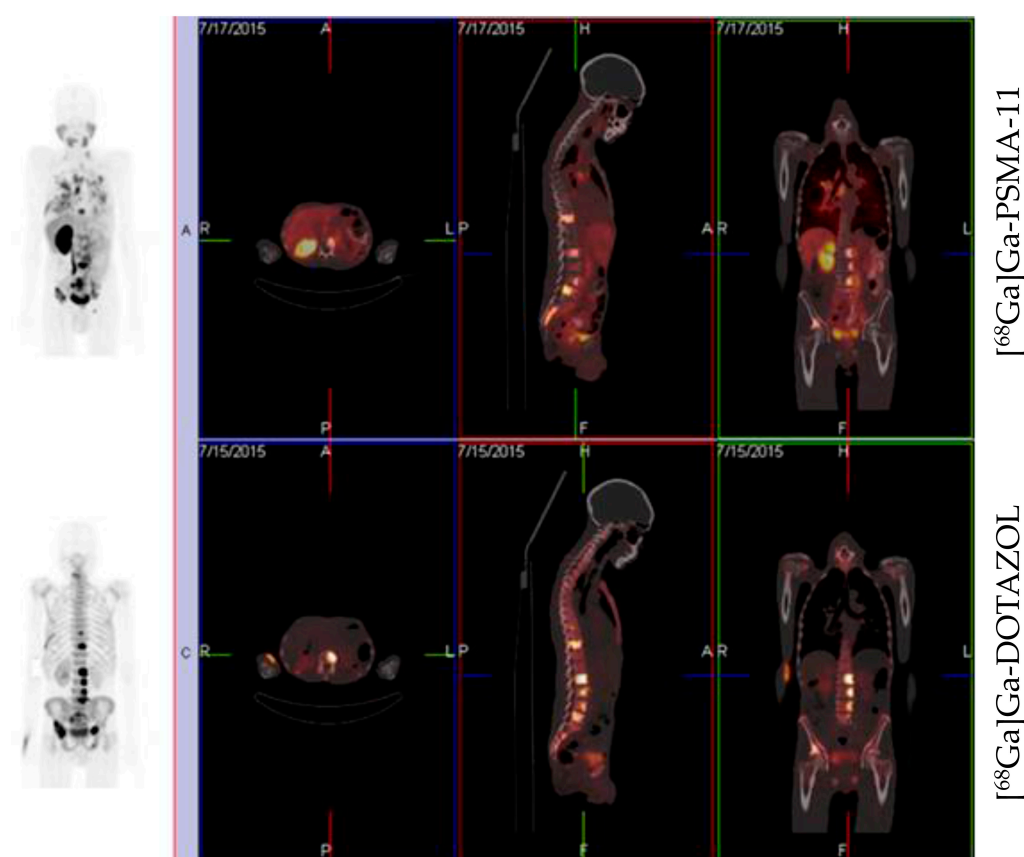 7/17/2015 A
7/17/2015 H
7/17/2015 H
A R L P A R L
P F F
[⁶⁸Ga]Ga-PSMA-11
7/15/2015 A
7/15/2015 H
7/15/2015 H
C R L P A R L
P F F
[⁶⁸Ga]Ga-DOTAZOL